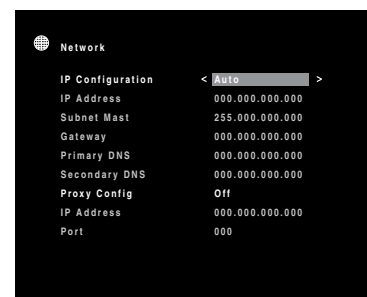 Network
IP Configuration < Auto >
IP Address 000.000.000.000
Subnet Mast 255.000.000.000
Gateway 000.000.000.000
Primary DNS 000.000.000.000
Secondary DNS 000.000.000.000
Proxy Config Off
IP Address 000.000.000.000
Port 000